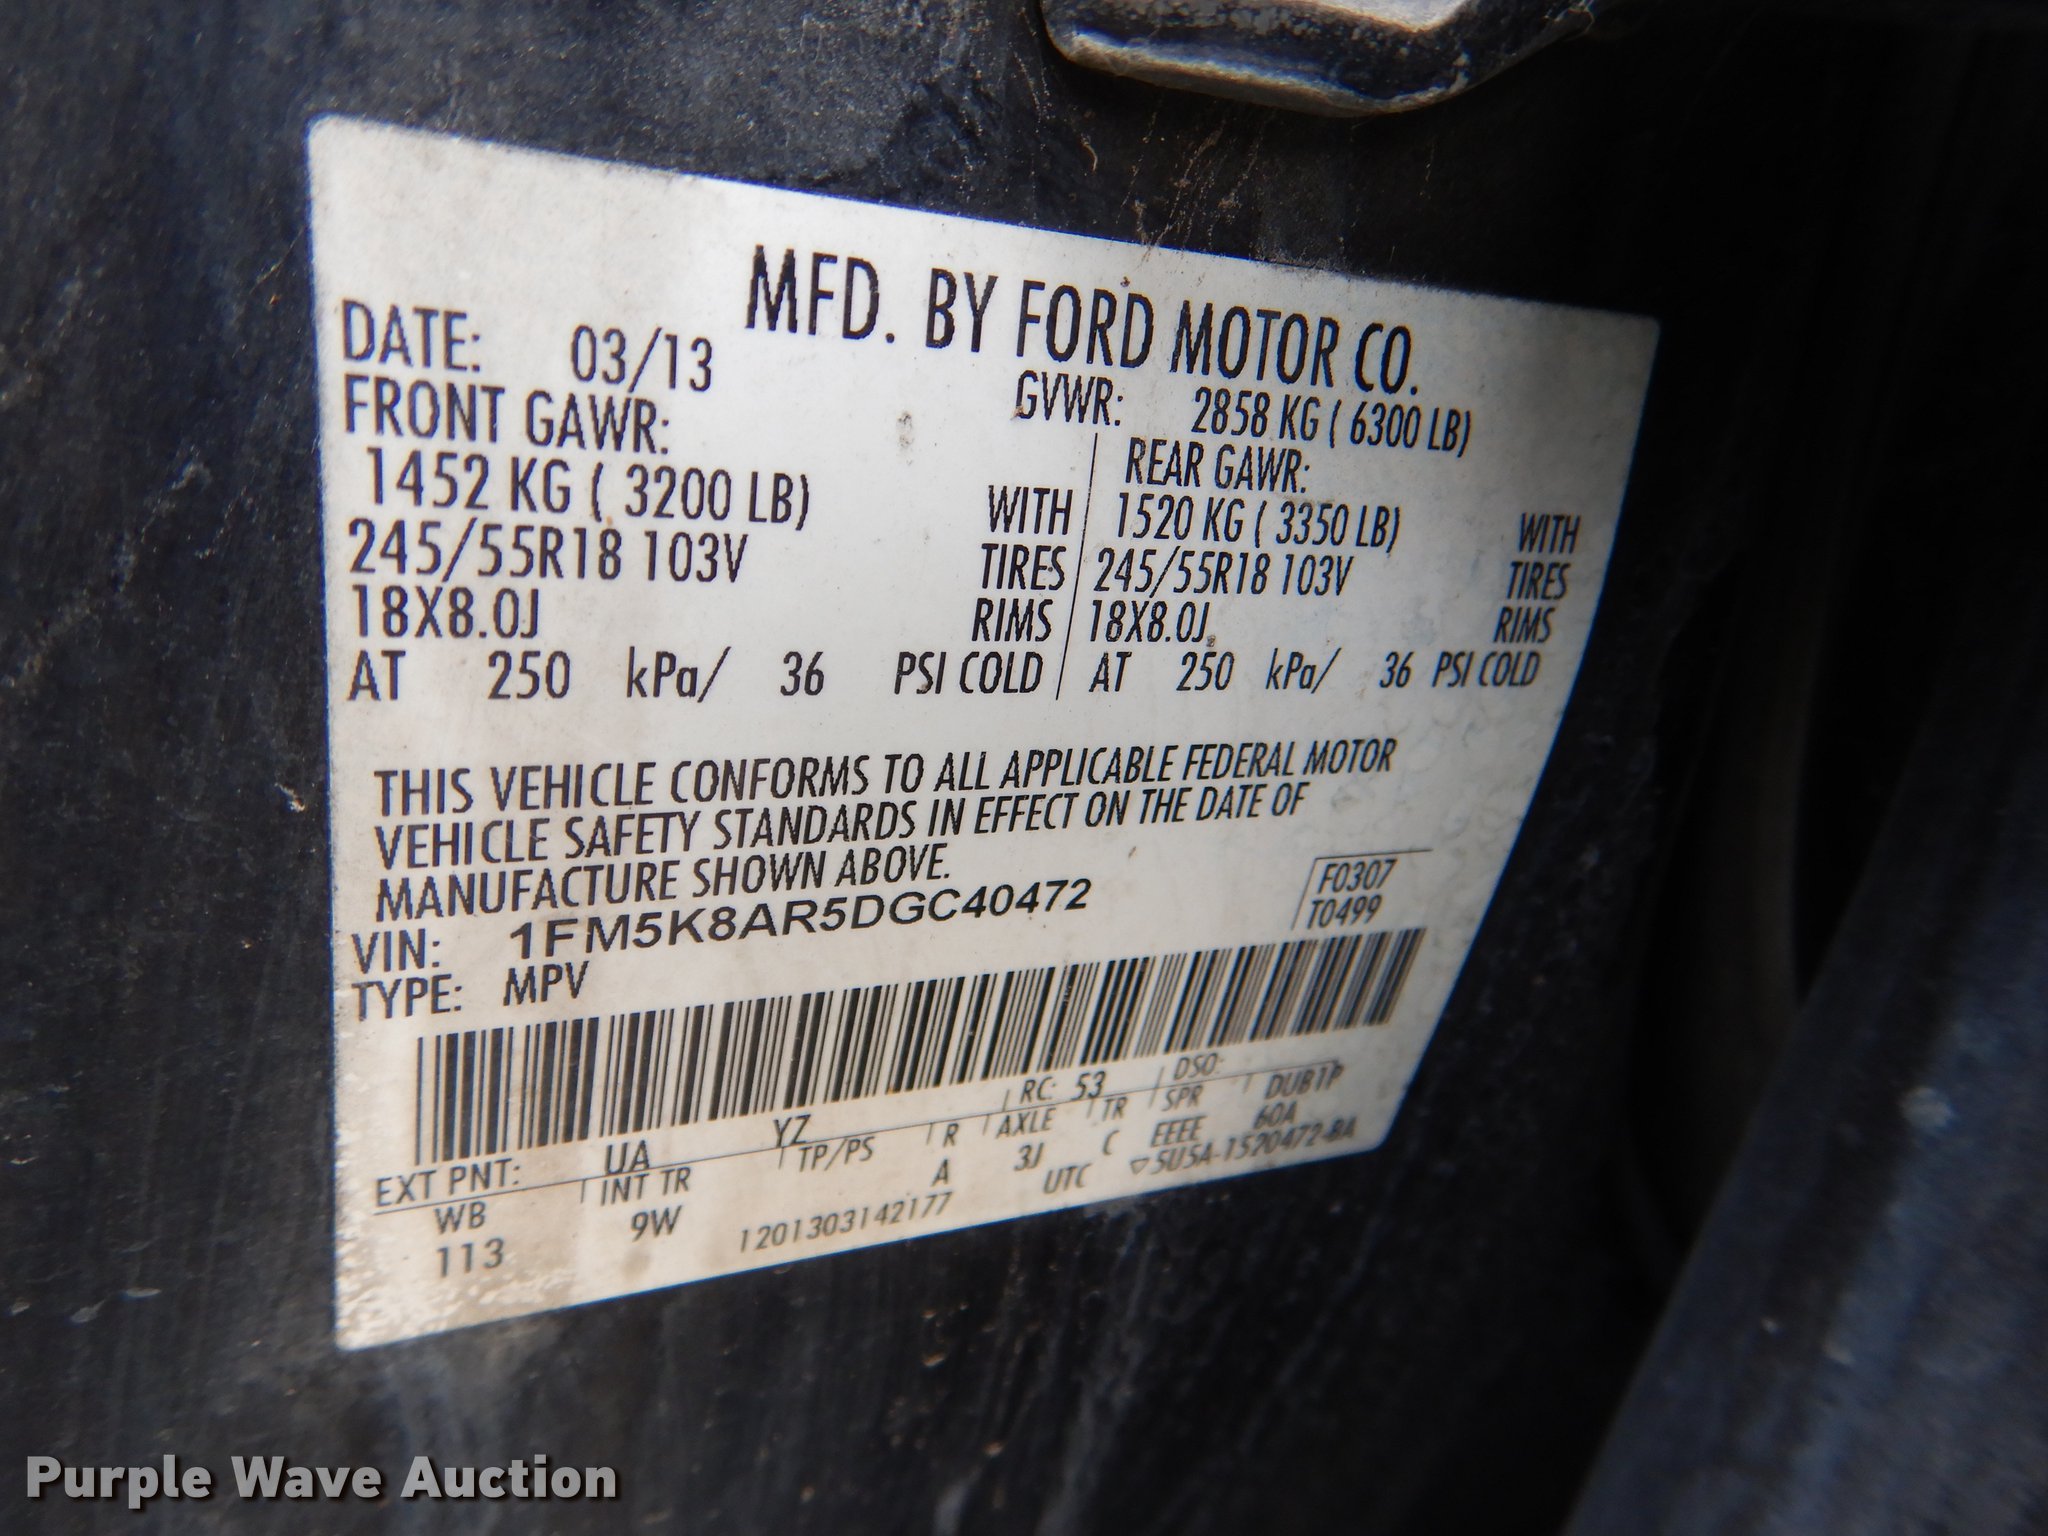 MFD. BY FORD MOTOR CO.
DATE: 03/13
GVWR: 2858 KG ( 6300 LB)
FRONT GAWR:
REAR GAWR:
1452 KG ( 3200 LB) WITH
1520 KG ( 3350 LB) WITH
245/55R18 103V TIRES
245/55R18 103V TIRES
18X8.0J RIMS
18X8.0J RIMS
AT 250 kPa/ 36 PSI COLD
AT 250 kPa/ 36 PSI COLD
THIS VEHICLE CONFORMS TO ALL APPLICABLE FEDERAL MOTOR
VEHICLE SAFETY STANDARDS IN EFFECT ON THE DATE OF
MANUFACTURE SHOWN ABOVE.
F0307
T0499
VIN: 1FM5K8AR5DGC40472
TYPE: MPV
EXT PNT: UA YZ RC: 53 DSO:
WB INT TR TP/PS R AXLE TR SPR DUB1P
113 9W A 3J C EEEE 60A
1201303142177 UTC ▽5U5A-1520472-BA
Purple Wave Auction